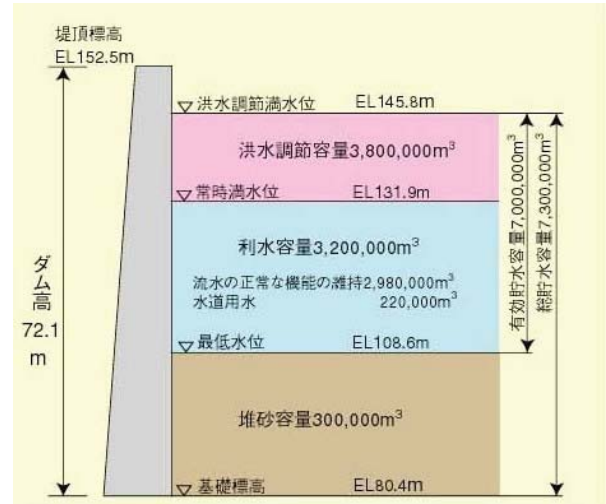 堤頂標高
EL152.5m
▽洪水調節満水位 EL145.8m
洪水調節容量3,800,000m³
▽常時満水位 EL131.9m
利水容量3,200,000m³
流水の正常な機能の維持2,980,000m³
水道用水 220,000m³
▽最低水位 EL108.6m
堆砂容量300,000m³
▽基礎標高 EL80.4m
ダム高
72.1
m
有効貯水容量7,000,000m³
総貯水容量7,300,000m³